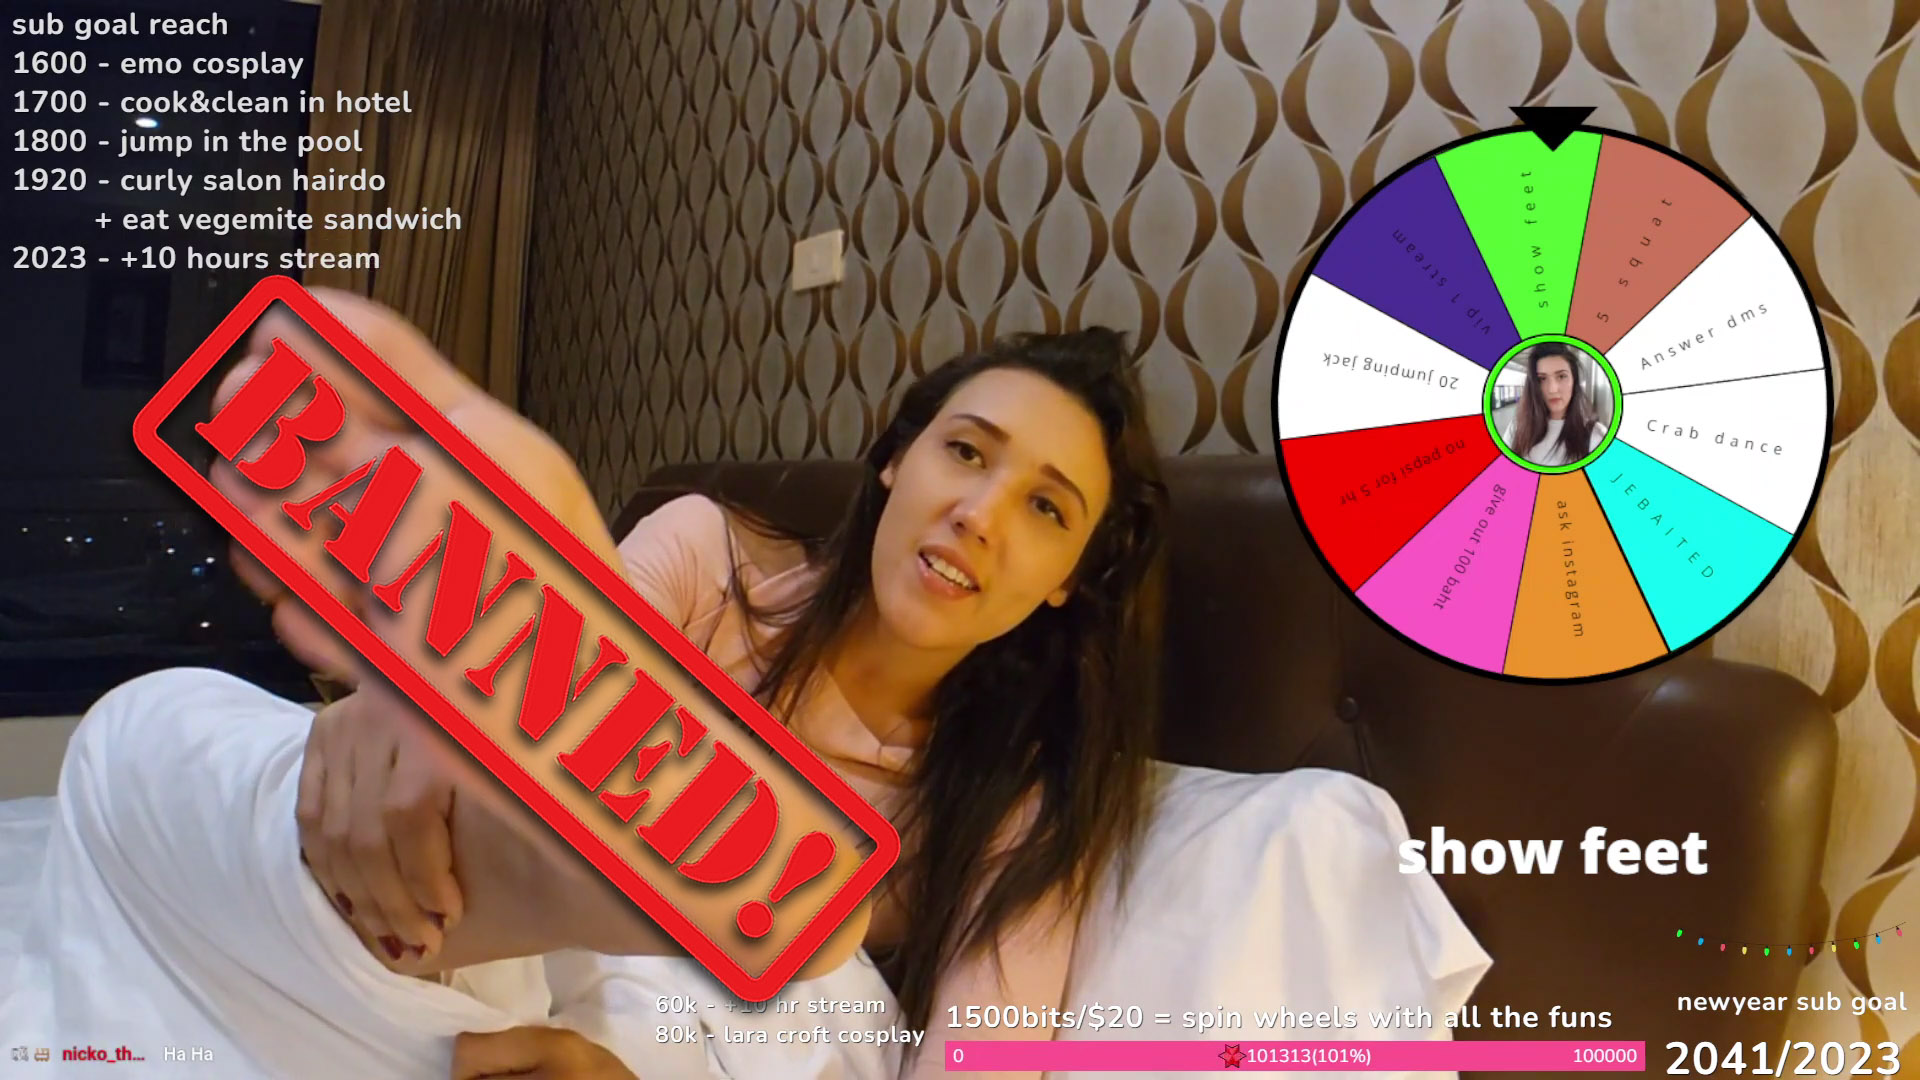 sub goal reach
1600 - emo cosplay
1700 - cook&clean in hotel
1800 - jump in the pool
1920 - curly salon hairdo
+ eat vegemite sandwich
2023 - +10 hours stream
BANNED!
show feet
5 squat
Answer dms
Crab dance
JEBAITED
ask instagram
give out 100 baht
no pepsi for 5 hr
20 jumping jack
vip 1 stream
show feet
newyear sub goal
2041/2023
60k - +10 hr stream
80k - lara croft cosplay
1500bits/$20 = spin wheels with all the funs
0 101313(101%) 100000
nicko_th... Ha Ha